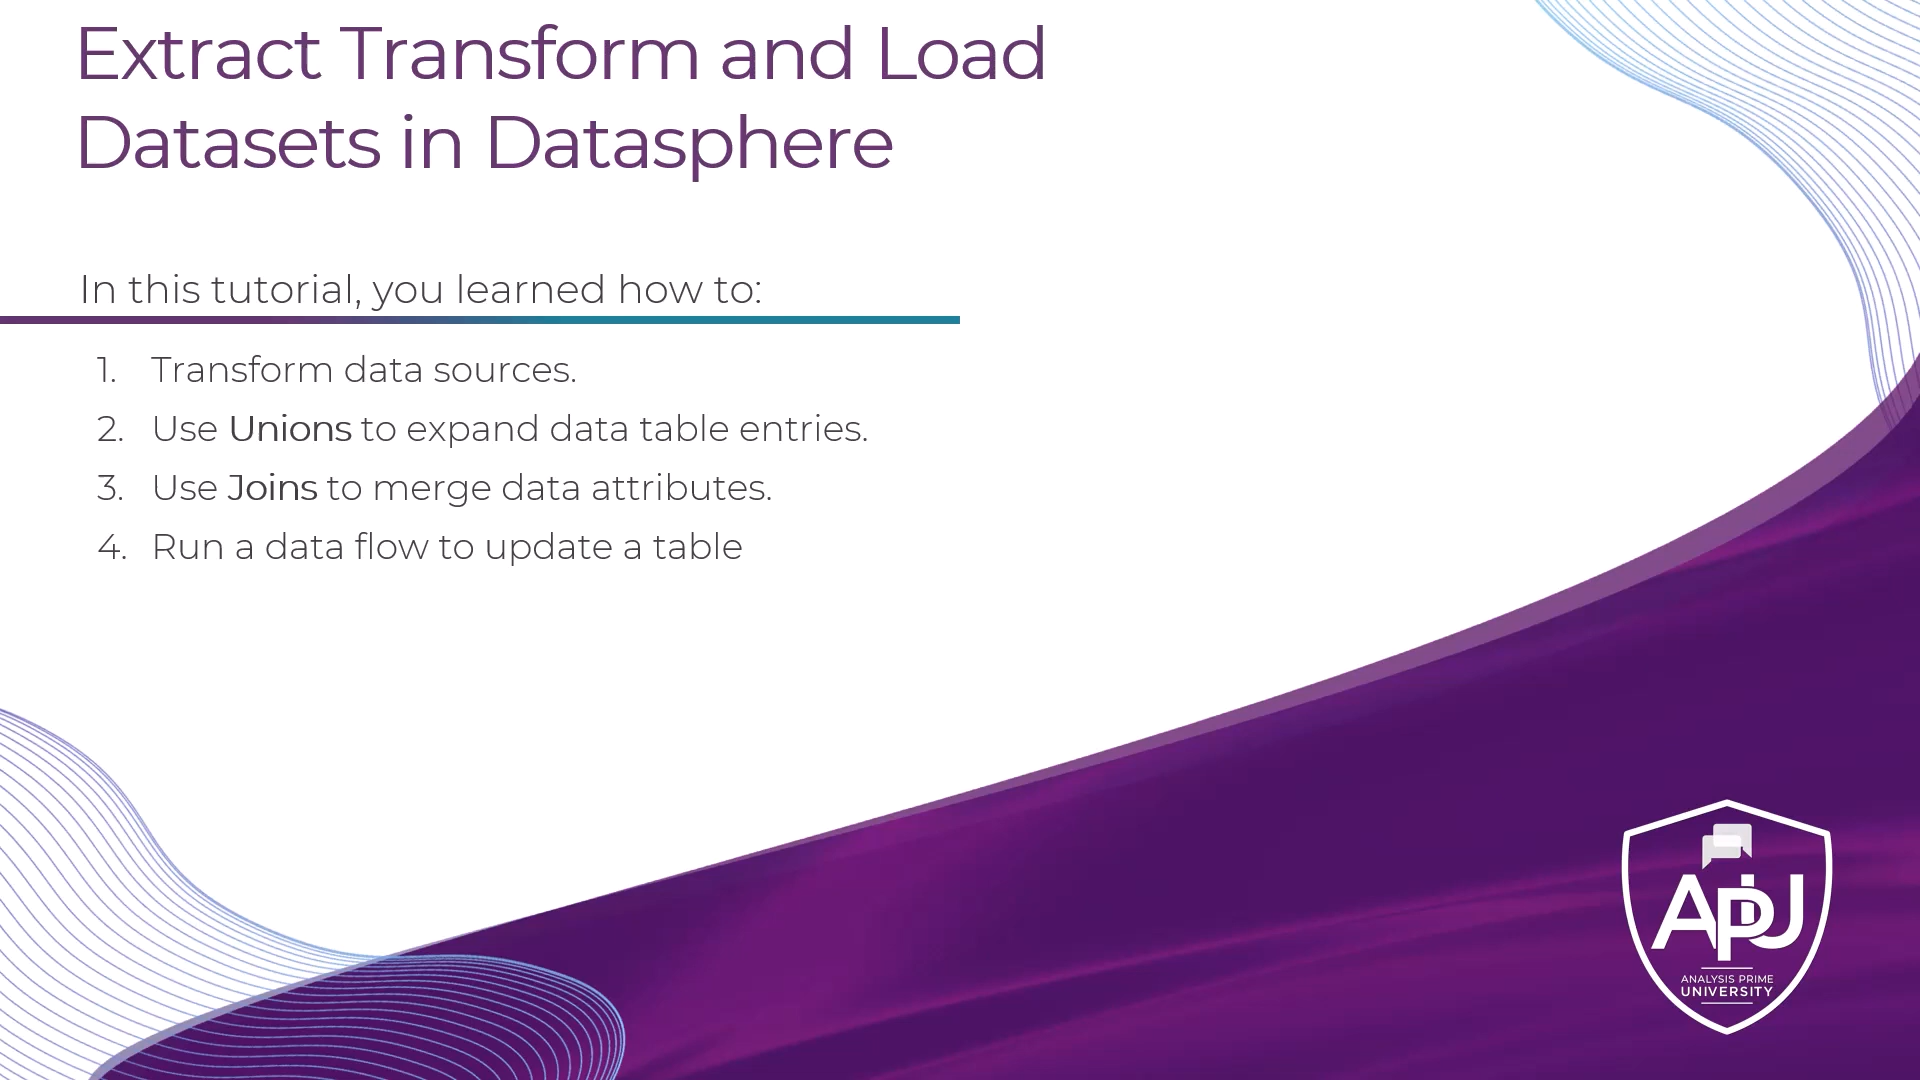 Extract Transform and Load
Datasets in Datasphere
In this tutorial, you learned how to:
1. Transform data sources.
2. Use Unions to expand data table entries.
3. Use Joins to merge data attributes.
4. Run a data flow to update a table
APU
ANALYSIS PRIME
UNIVERSITY